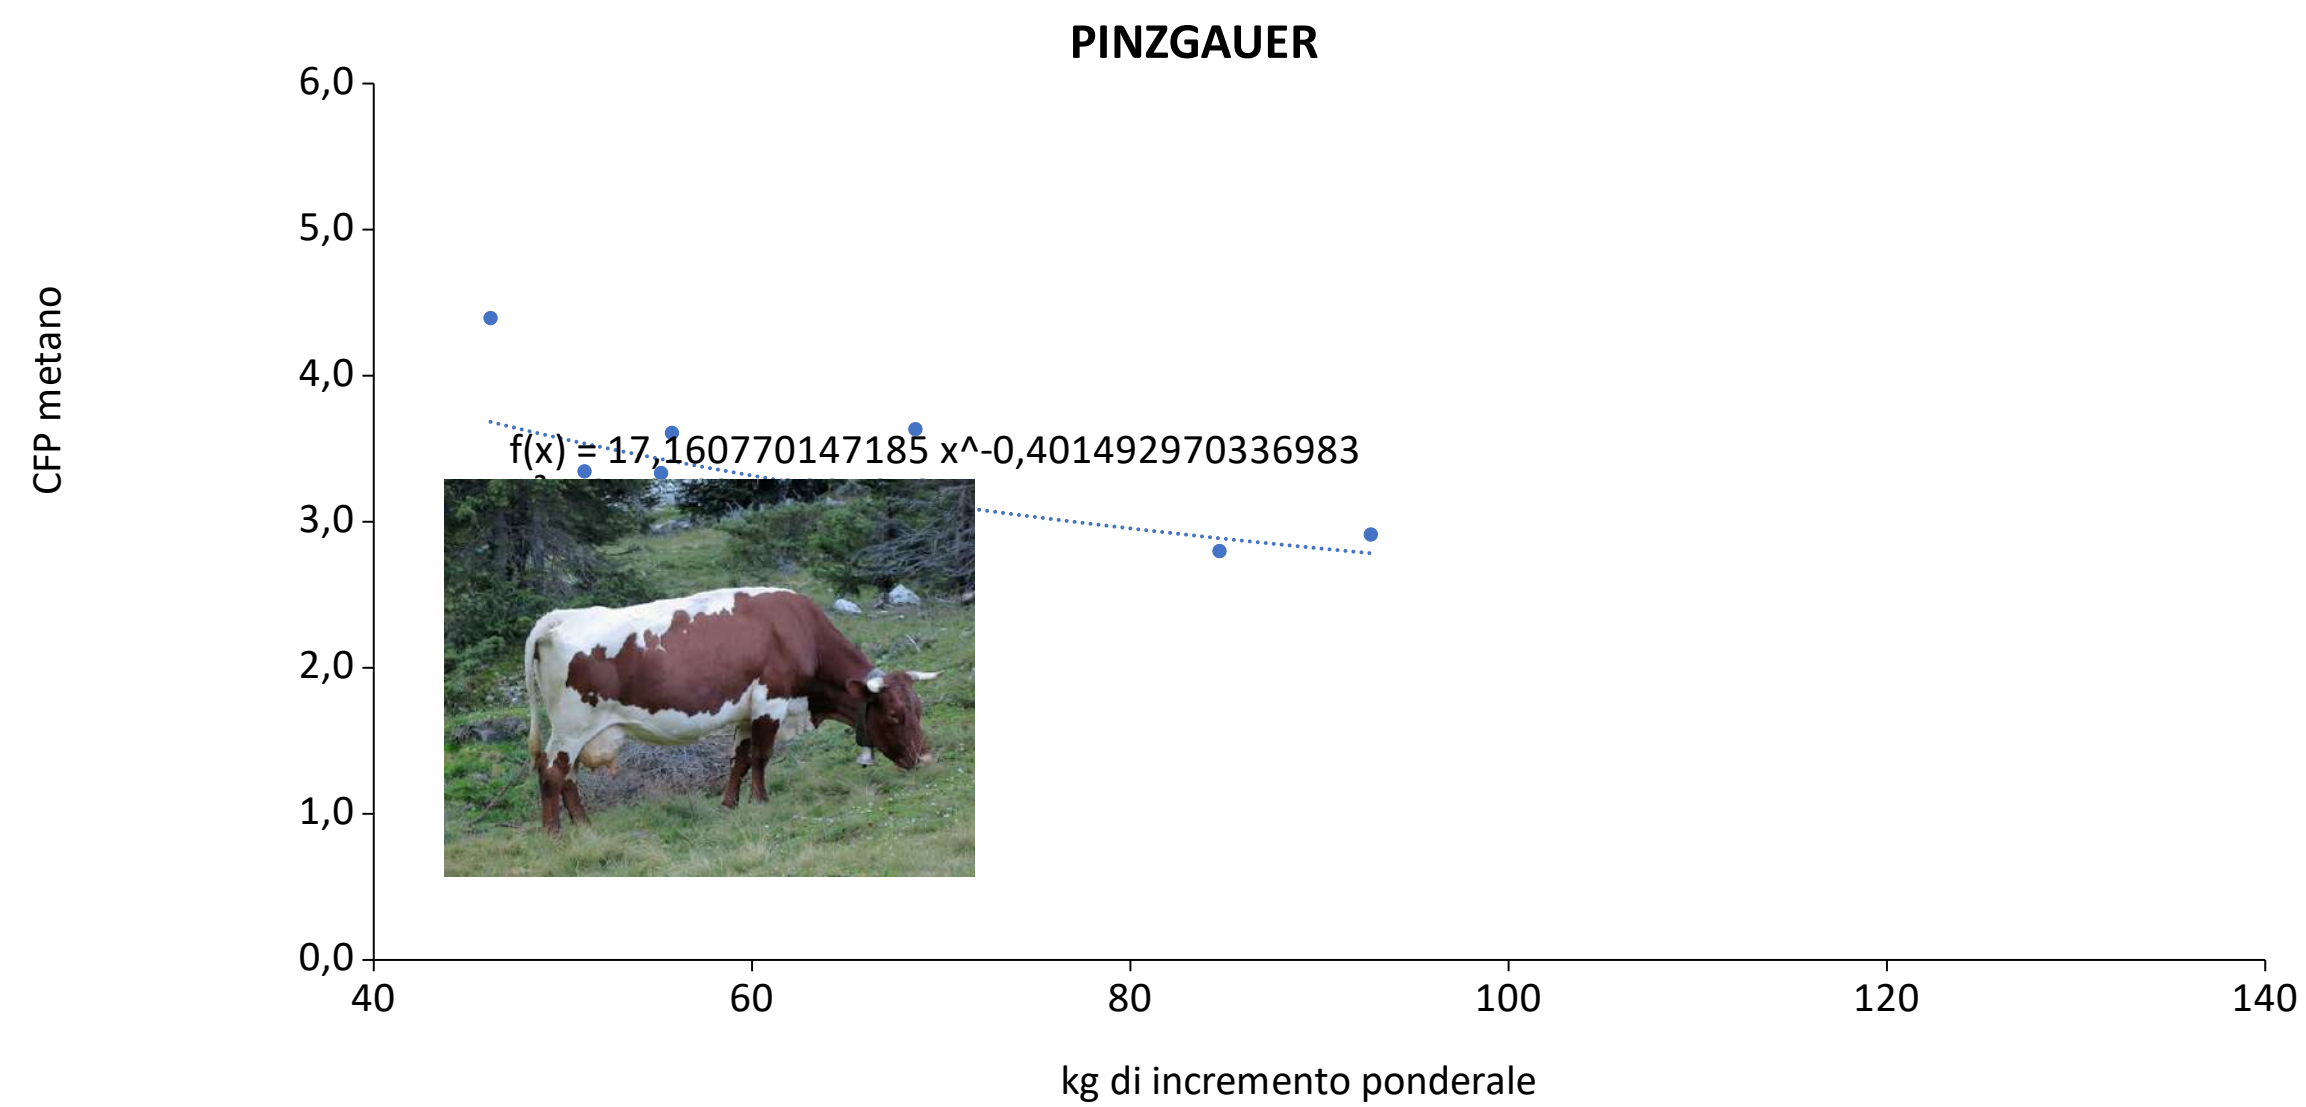 PINZGAUER
6,0
5,0
4,0
3,0
2,0
1,0
0,0
CFP metano
f(x) = 17,160770147185 x^-0,401492970336983
40 60 80 100 120 140
kg di incremento ponderale